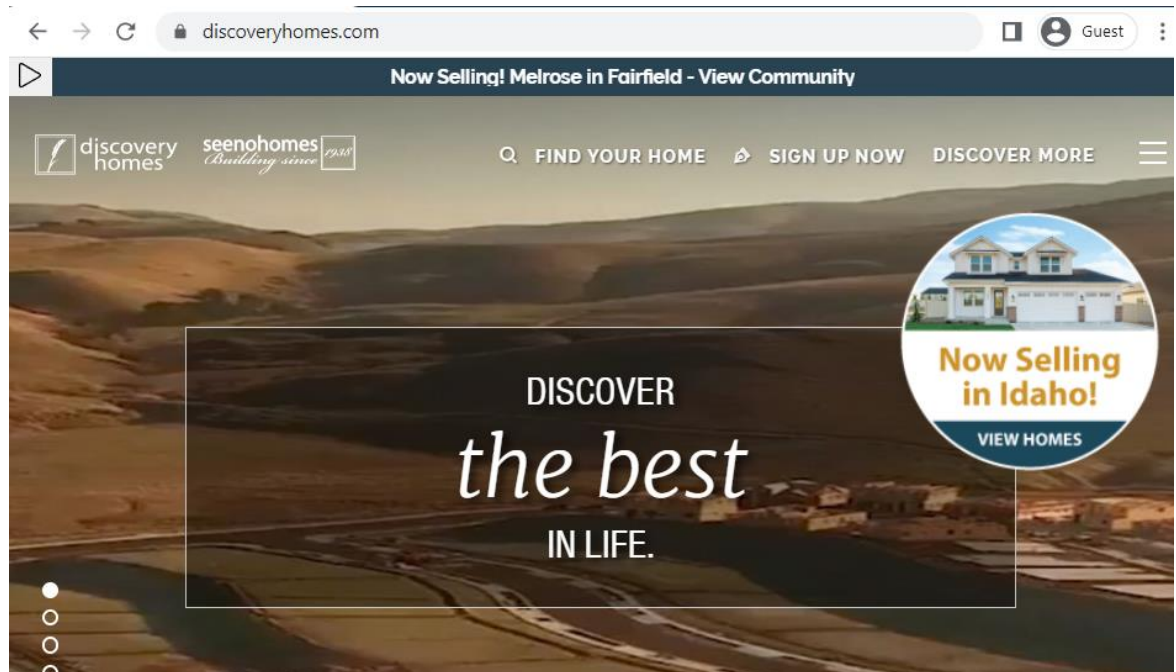 discoveryhomes.com
Guest
Now Selling! Melrose in Fairfield - View Community
discovery
homes
seenohomes
Building since 1938
FIND YOUR HOME
SIGN UP NOW
DISCOVER MORE
Now Selling
in Idaho!
VIEW HOMES
DISCOVER
the best
IN LIFE.